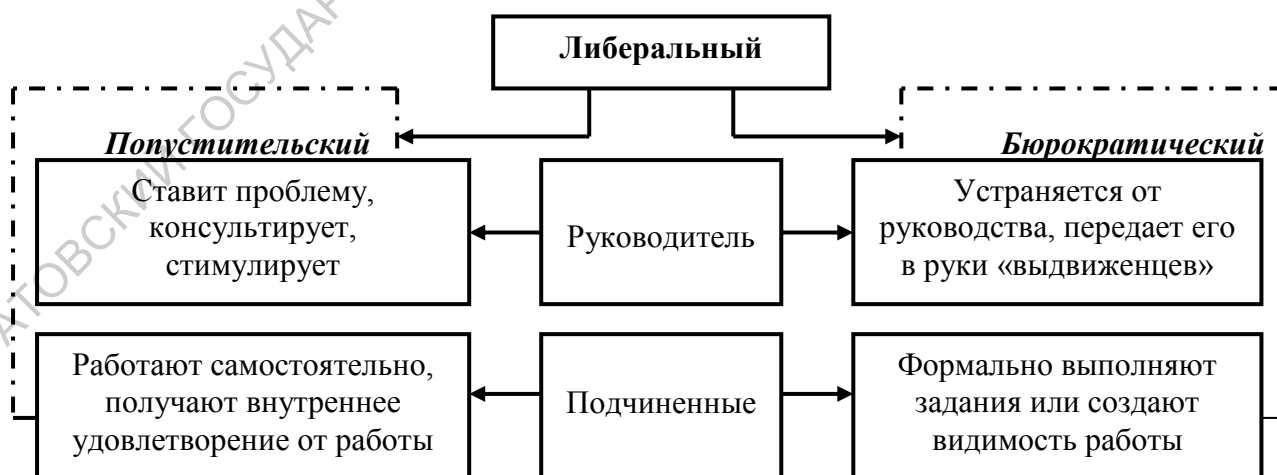 Либеральный
Попустительский
Бюрократический
Ставит проблему,
консультирует,
стимулирует
Руководитель
Устраняется от
руководства, передает его
в руки «выдвиженцев»
Работают самостоятельно,
получают внутреннее
удовлетворение от работы
Подчиненные
Формально выполняют
задания или создают
видимость работы